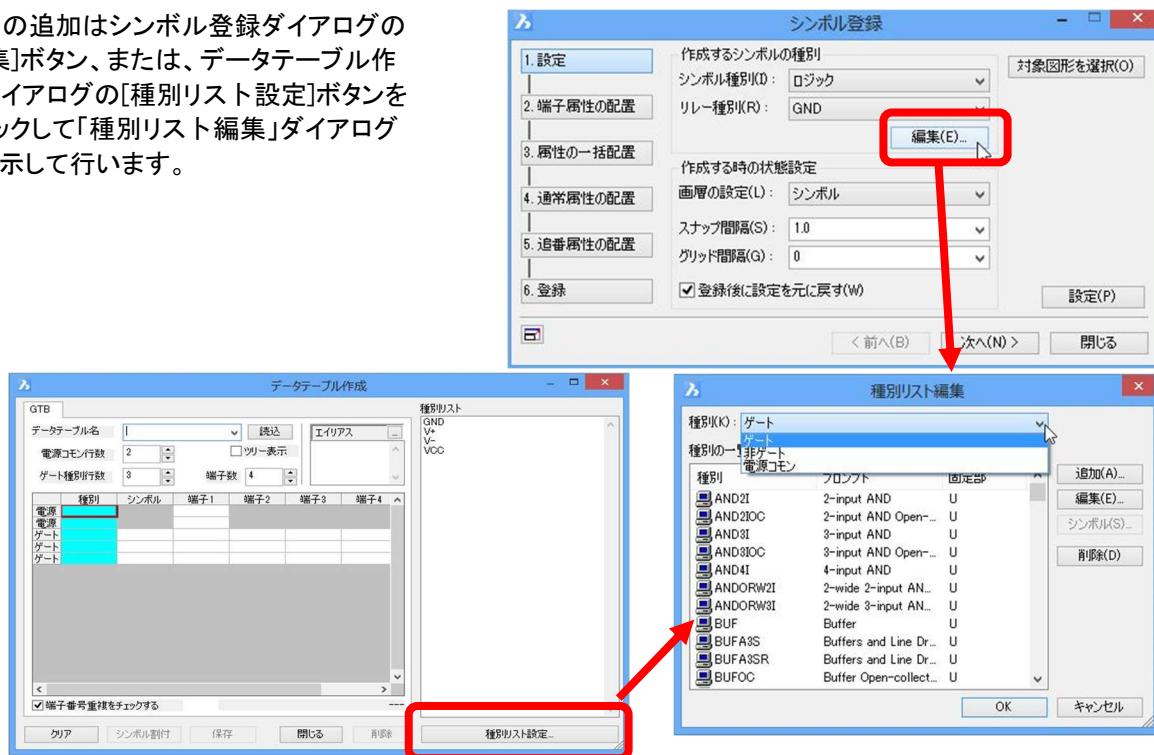 の追加はシンボル登録ダイアログの
集]ボタン、または、データテーブル作
イアログの[種別リスト設定]ボタンを
ックして「種別リスト編集」ダイアログ
示して行います。
シンボル登録
1. 設定
2. 端子属性の配置
3. 属性の一括配置
4. 通常属性の配置
5. 追番属性の配置
6. 登録
作成するシンボルの種別
シンボル種別(I): ロジック
リレー種別(R): GND
編集(E)...
対象図形を選択(O)
作成する時の状態設定
画層の設定(L): シンボル
スナップ間隔(S): 1.0
グリッド間隔(G): 0
登録後に設定を元に戻す(W)
設定(P)
< 前へ(B) 次へ(N) > 閉じる
データテーブル作成
GTB
データテーブル名 読込 エイリアス ...
電源コモン行数 2 ツリー表示
ゲート種別行数 3 端子数 4
種別 シンボル 端子1 端子2 端子3 端子4
電源
電源
ゲート
ゲート
ゲート
端子番号重複をチェックする ---
クリア シンボル割付 保存 閉じる 削除
種別リスト
GND
V+
V-
VCC
種別リスト設定...
種別リスト編集
種別(K): ゲート
ゲート
非ゲート
電源コモン
種別の一
種別 プロンプト 固定部
AND2I 2-input AND U
AND2IOC 2-input AND Open-... U
AND3I 3-input AND U
AND3IOC 3-input AND Open-... U
AND4I 4-input AND U
ANDORW2I 2-wide 2-input AN... U
ANDORW3I 2-wide 3-input AN... U
BUF Buffer U
BUFA3S Buffers and Line Dr... U
BUFA3SR Buffers and Line Dr... U
BUFOC Buffer Open-collect... U
追加(A)...
編集(E)...
シンボル(S)...
削除(D)
OK キャンセル